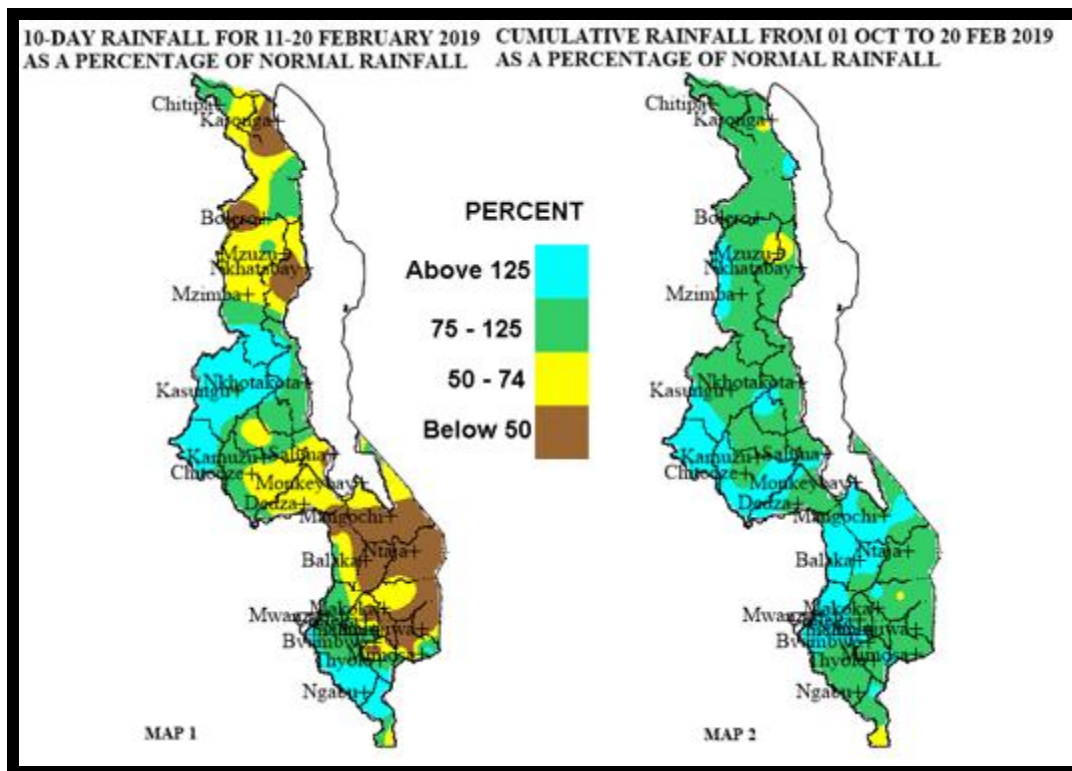 10-DAY RAINFALL FOR 11-20 FEBRUARY 2019
AS A PERCENTAGE OF NORMAL RAINFALL
CUMULATIVE RAINFALL FROM 01 OCT TO 20 FEB 2019
AS A PERCENTAGE OF NORMAL RAINFALL
Chitipa
Karonga
Bolero
Mzuzu
Nkhatabay
Mzimba
Nkhotakota
Kasungu
Kamuzu
Salima
Chitedze
Monkeybay
Dedza
Mangochi
Ntaja
Balaka
Makoka
Bvumbwe
Mimosa
Thyolo
Ngabu
MAP 1
PERCENT
Above 125
75 - 125
50 - 74
Below 50
Chitipa
Karonga
Bolero
Mzuzu
Nkhatabay
Mzimba
Nkhotakota
Kasungu
Kamuzu
Salima
Chitedze
Monkeybay
Dedza
Mangochi
Ntaja
Balaka
Makoka
Bvumbwe
Mimosa
Thyolo
Ngabu
MAP 2